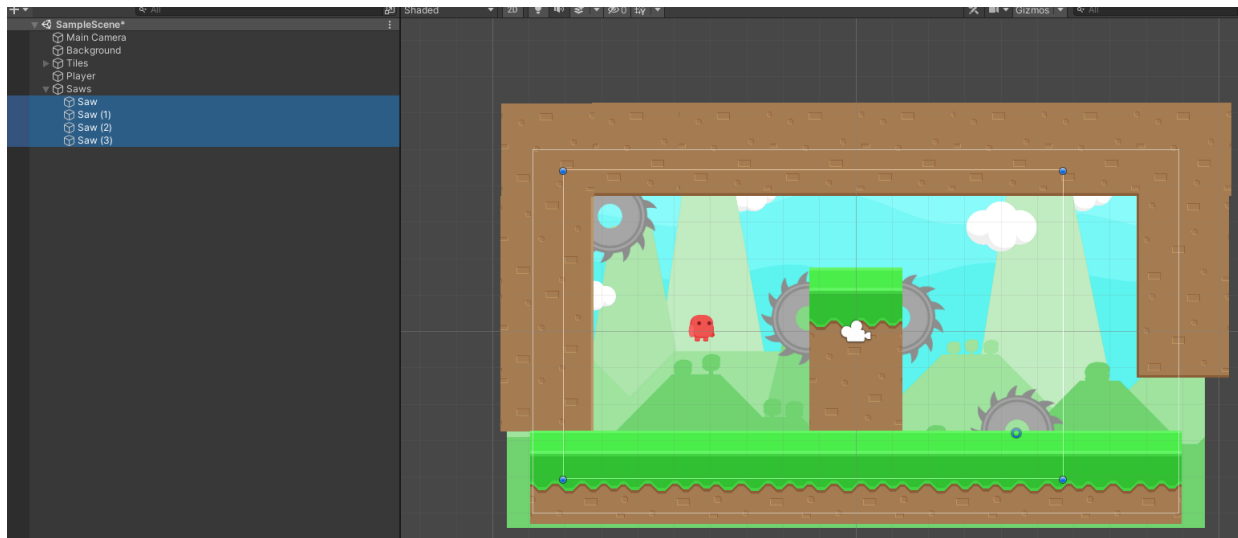 All
Shaded
2D
0
Gizmos
All
SampleScene*
Main Camera
Background
Tiles
Player
Saws
Saw
Saw (1)
Saw (2)
Saw (3)